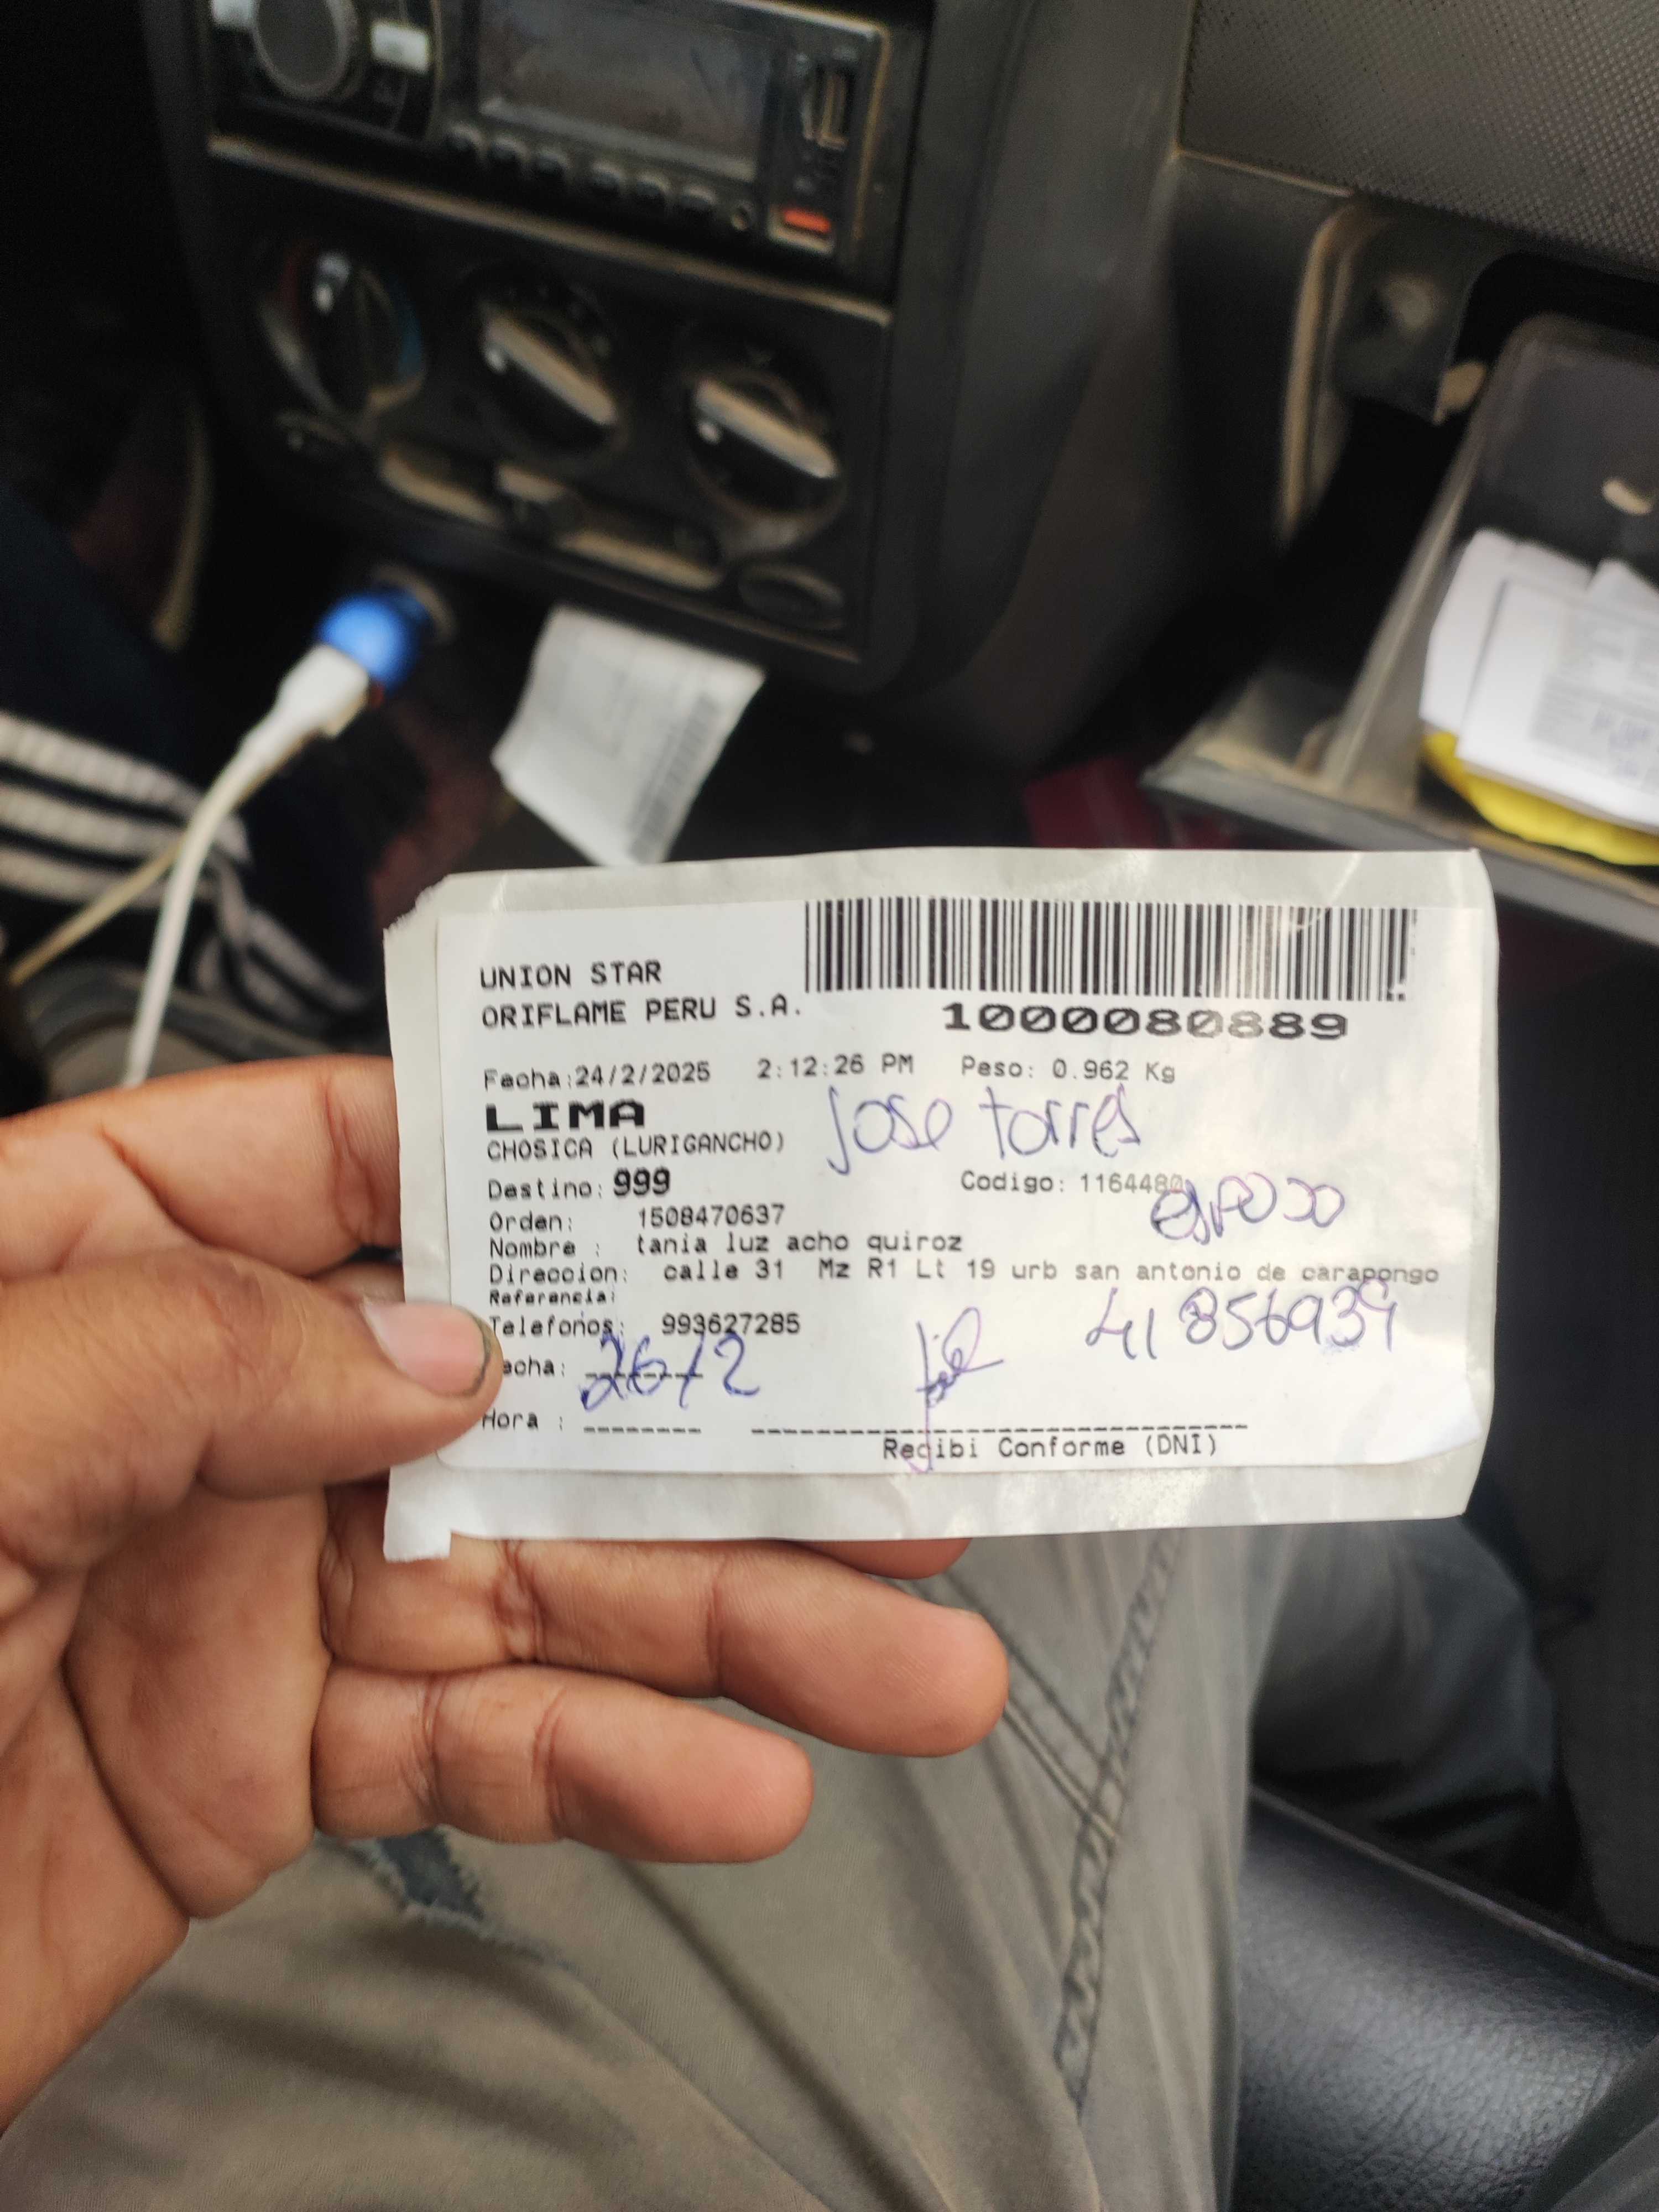 UNION STAR
ORIFLAME PERU S.A.
1000080889
Fecha:24/2/2025 2:12:26 PM Peso: 0.962 Kg
LIMA
jose torres
CHOSICA (LURIGANCHO)
Destino: 999 Codigo: 1164480
esposo
Orden: 1508470637
Nombre : tania luz acho quiroz
Direccion: calle 31 Mz R1 Lt 19 urb san antonio de carapongo
Referencia:
Telefonos: 993627285
41856939
echa: 26/2
Hora :
Recibi Conforme (DNI)